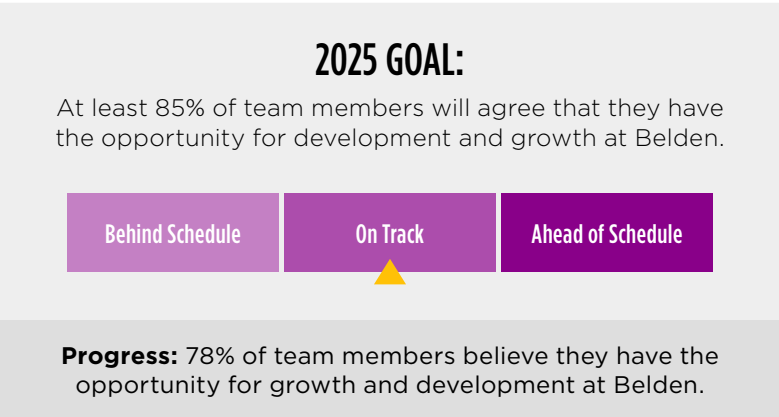 2025 GOAL:
At least 85% of team members will agree that they have
the opportunity for development and growth at Belden.
Behind Schedule
On Track
Ahead of Schedule
Progress: 78% of team members believe they have the
opportunity for growth and development at Belden.